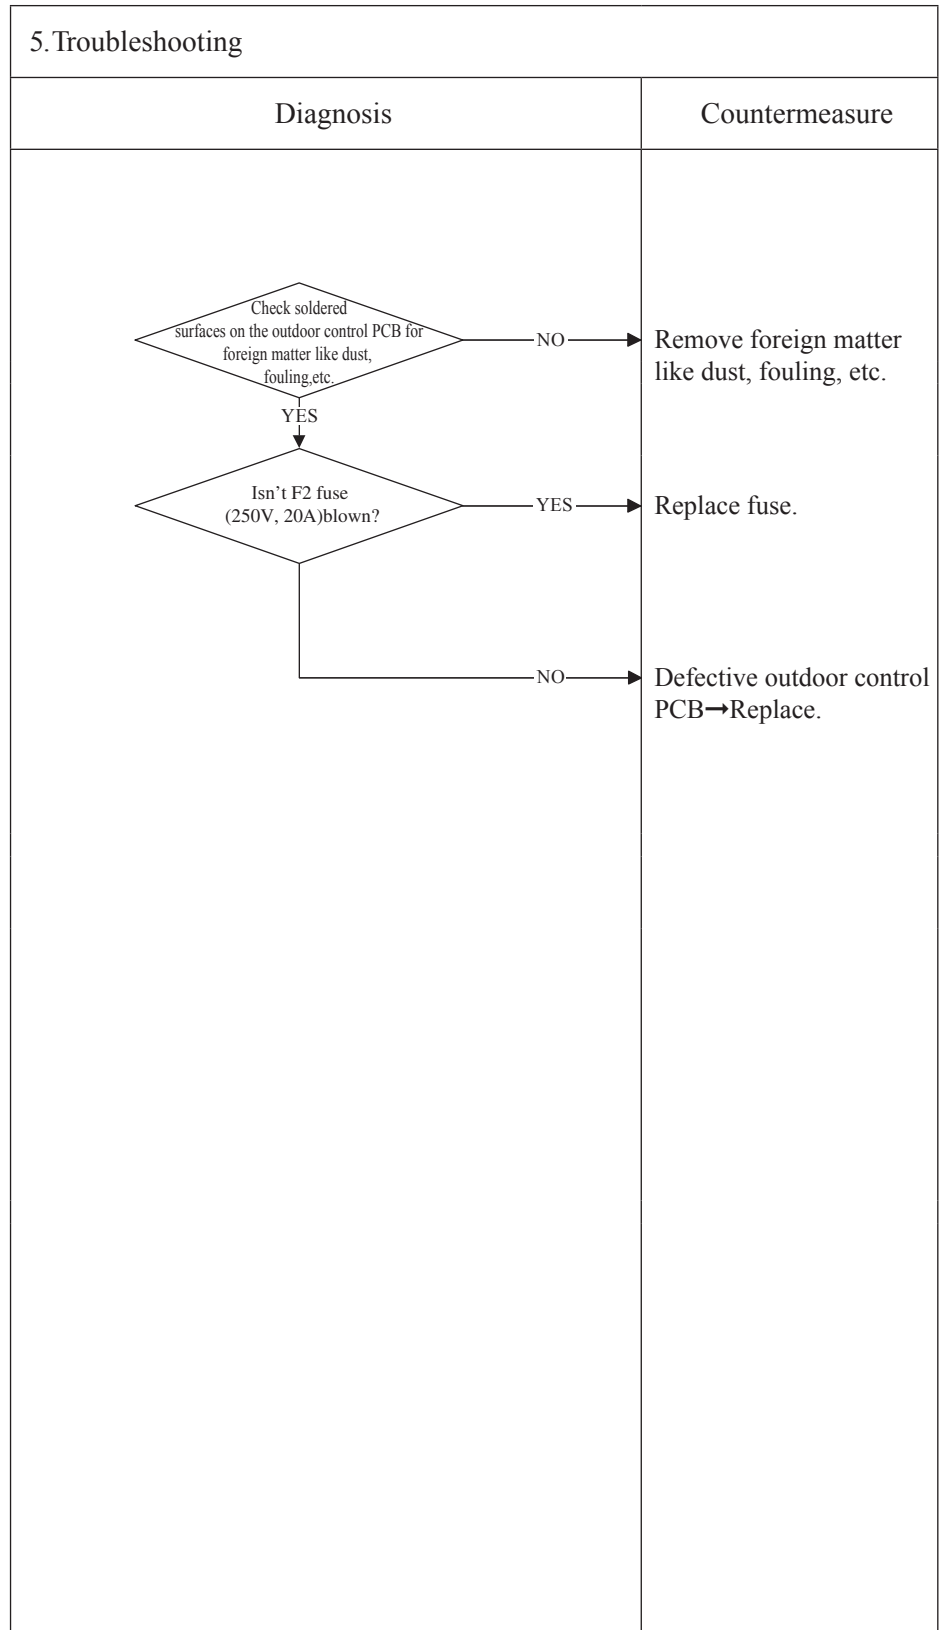 5.Troubleshooting
Diagnosis
Countermeasure
Check soldered
surfaces on the outdoor control PCB for
foreign matter like dust,
fouling,etc.
NO
Remove foreign matter
like dust, fouling, etc.
YES
Isn't F2 fuse
(250V, 20A)blown?
YES
Replace fuse.
NO
Defective outdoor control
PCB→Replace.